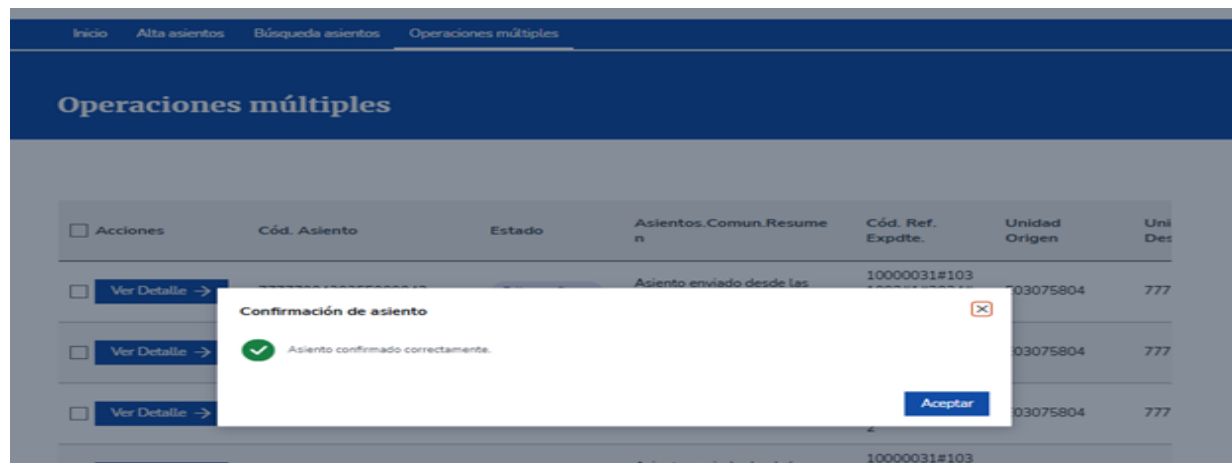 Inicio Alta asientos Búsqueda asientos Operaciones múltiples
Operaciones múltiples
Acciones Cód. Asiento Estado Asientos.Comun.Resume Cód. Ref. Unidad Uni
n Expdte. Origen Des
10000031#103
Ver Detalle → Asiento enviado desde las 03075804 777
Confirmación de asiento
Ver Detalle → Asiento confirmado correctamente. 03075804 777
Aceptar
Ver Detalle → 03075804 777
10000031#103